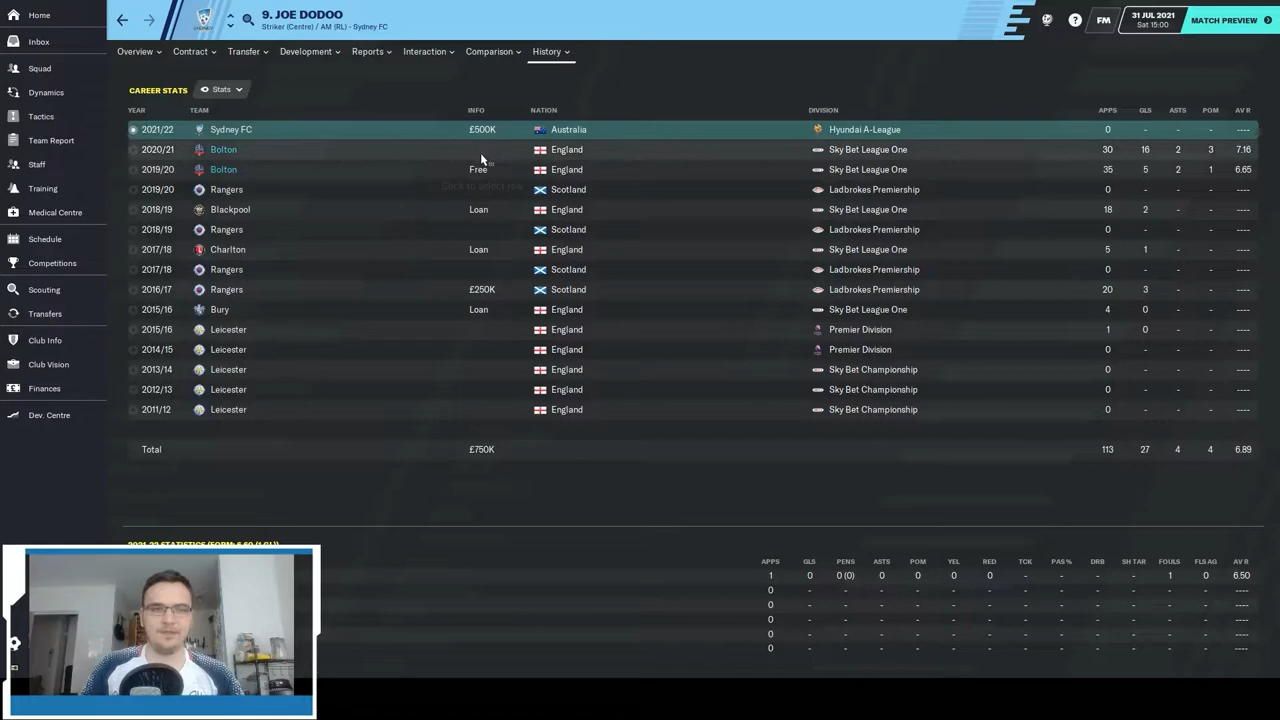 Home
Inbox
Squad
Dynamics
Tactics
Team Report
Staff
Training
Medical Centre
Schedule
Competitions
Scouting
Transfers
Club Info
Club Vision
Finances
Dev. Centre
9. JOE DODOO
Striker (Centre) / AM (RL) - Sydney FC
FM
31 JUL 2021
Sat 15:00
MATCH PREVIEW
Overview Contract Transfer Development Reports Interaction Comparison History
CAREER STATS Stats
YEAR TEAM INFO NATION DIVISION APPS GLS ASTS POM AV R
2021/22 Sydney FC £500K Australia Hyundai A-League 0 - - - ----
2020/21 Bolton England Sky Bet League One 30 16 2 3 7.16
2019/20 Bolton Free England Sky Bet League One 35 5 2 1 6.65
2019/20 Rangers Scotland Ladbrokes Premiership 0 - - - ----
2018/19 Blackpool Loan England Sky Bet League One 18 2 - - ----
2018/19 Rangers Scotland Ladbrokes Premiership 0 - - - ----
2017/18 Charlton Loan England Sky Bet League One 5 1 - - ----
2017/18 Rangers Scotland Ladbrokes Premiership 0 - - - ----
2016/17 Rangers £250K Scotland Ladbrokes Premiership 20 3 - - ----
2015/16 Bury Loan England Sky Bet League One 4 0 - - ----
2015/16 Leicester England Premier Division 1 0 - - ----
2014/15 Leicester England Premier Division 0 - - - ----
2013/14 Leicester England Sky Bet Championship 0 - - - ----
2012/13 Leicester England Sky Bet Championship 0 - - - ----
2011/12 Leicester England Sky Bet Championship 0 - - - ----
Click to select row
Total £750K 113 27 4 4 6.89
APPS GLS PENS ASTS POM YEL RED TCK PAS % DRB SH TAR FOULS FLS AG AV R
1 0 0 (0) 0 0 0 0 - - - - 1 0 6.50
0 - - - - - - - - - - - - ----
0 - - - - - - - - - - - - ----
0 - - - - - - - - - - - - ----
0 - - - - - - - - - - - - ----
0 - - - - - - - - - - - - ----